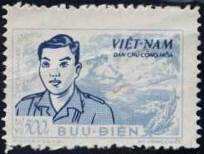 VIỆT-NAM
DÂN CHỦ CỘNG HÒA
500
BƯU-ĐIỆN